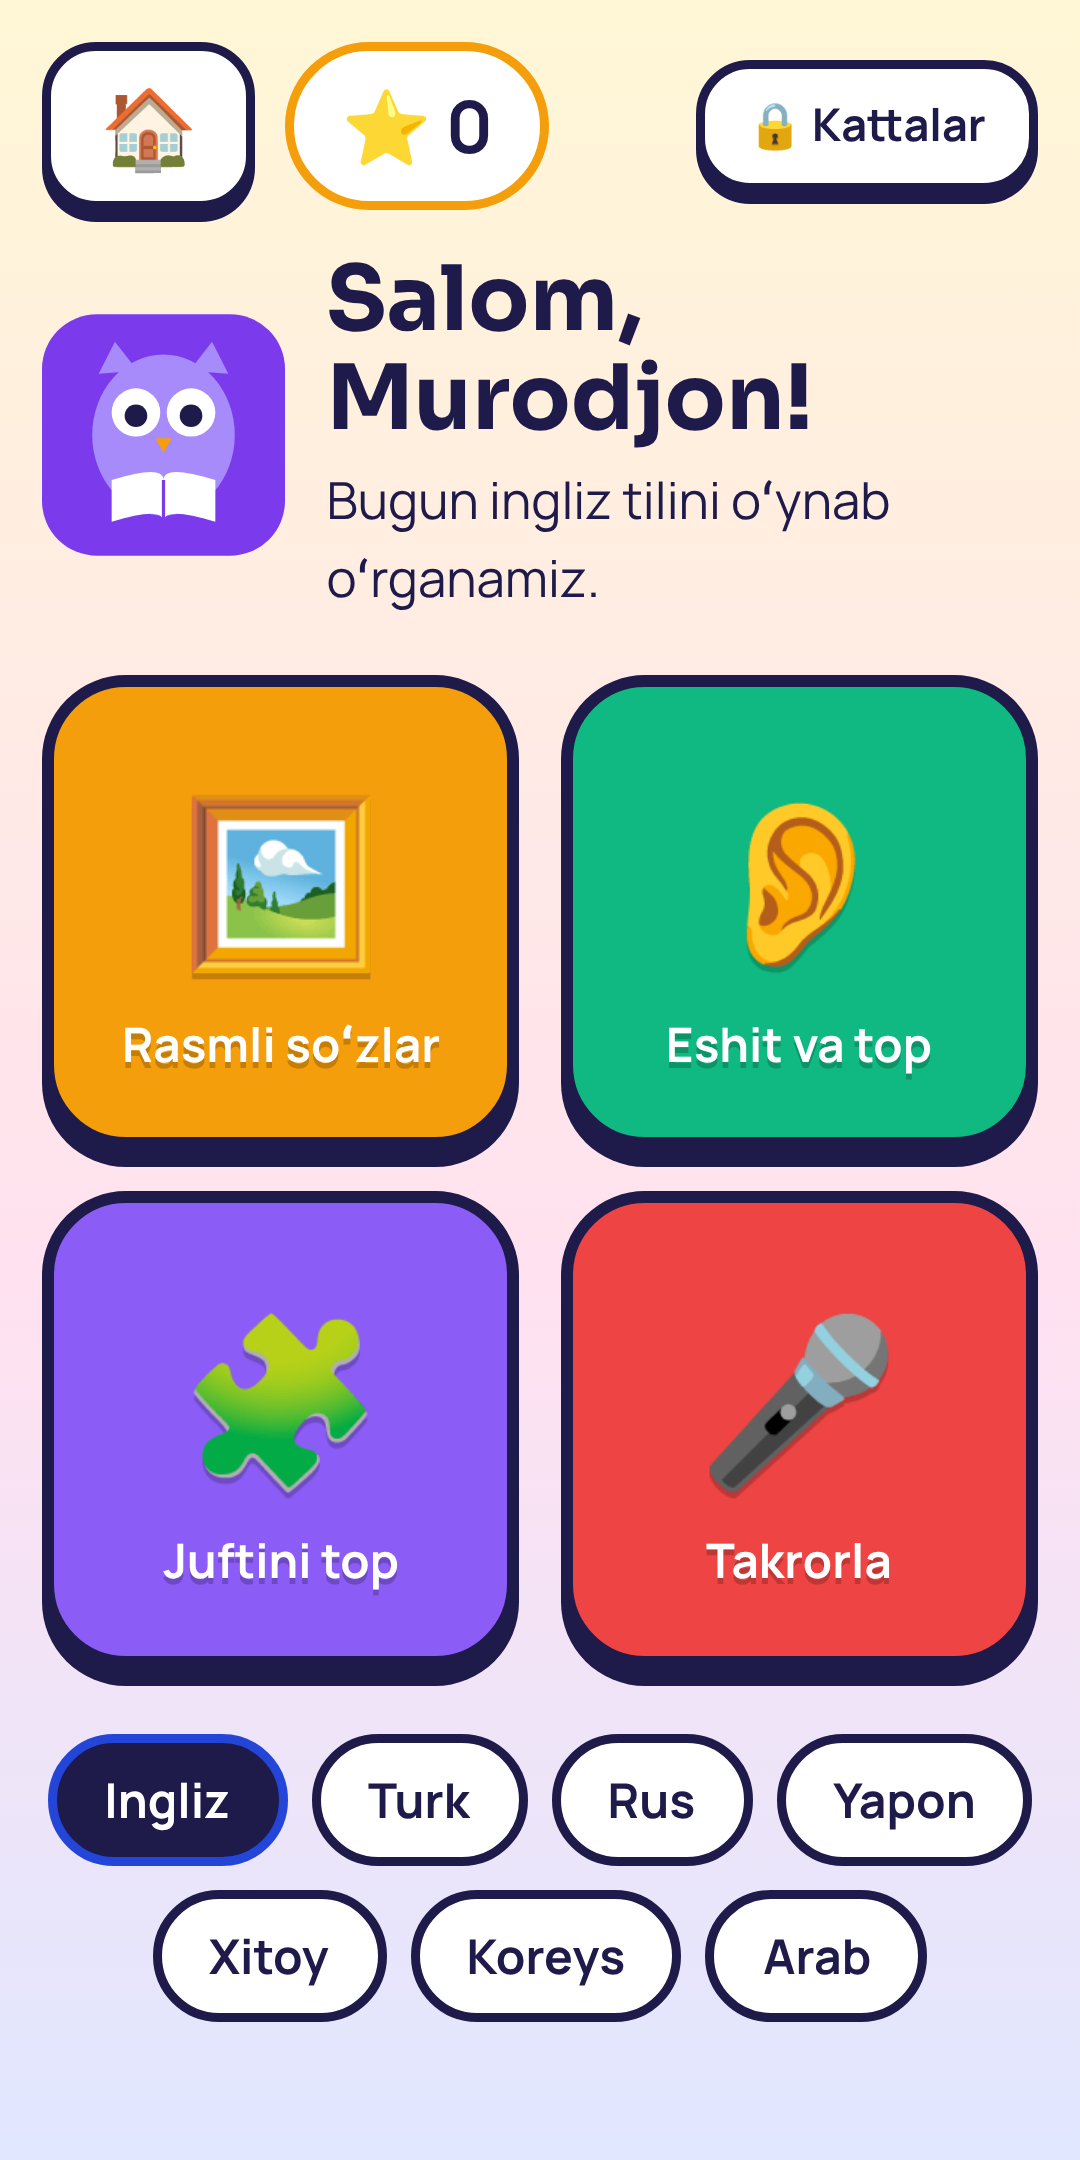 0
Kattalar
Salom,
Murodjon!
Bugun ingliz tilini oʻynab
oʻrganamiz.
Rasmli soʻzlar
Eshit va top
Juftini top
Takrorla
Ingliz
Turk
Rus
Yapon
Xitoy
Koreys
Arab